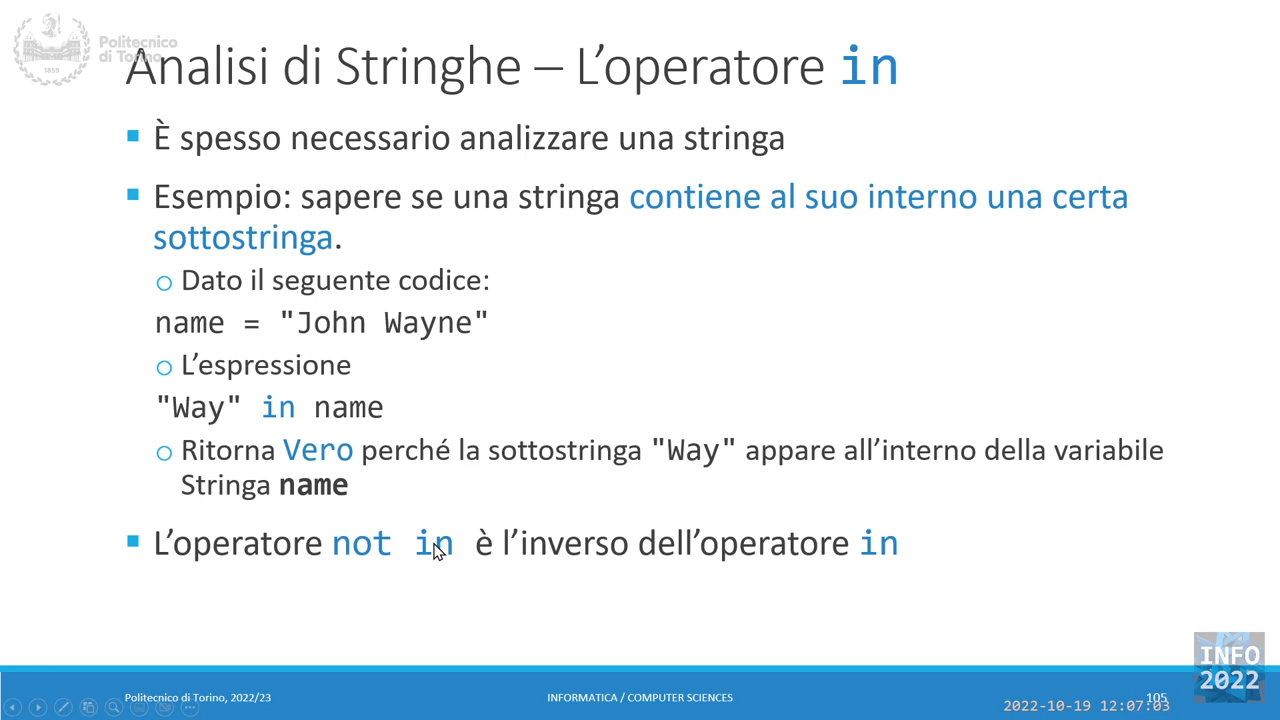 Politecnico
di Torino
1859
Analisi di Stringhe – L'operatore in
È spesso necessario analizzare una stringa
Esempio: sapere se una stringa contiene al suo interno una certa
sottostringa.
Dato il seguente codice:
name = "John Wayne"
L'espressione
"Way" in name
Ritorna Vero perché la sottostringa "Way" appare all'interno della variabile
Stringa name
L'operatore not in è l'inverso dell'operatore in
INFO
2022
Politecnico di Torino, 2022/23
INFORMATICA / COMPUTER SCIENCES
105
2022-10-19 12:07:03